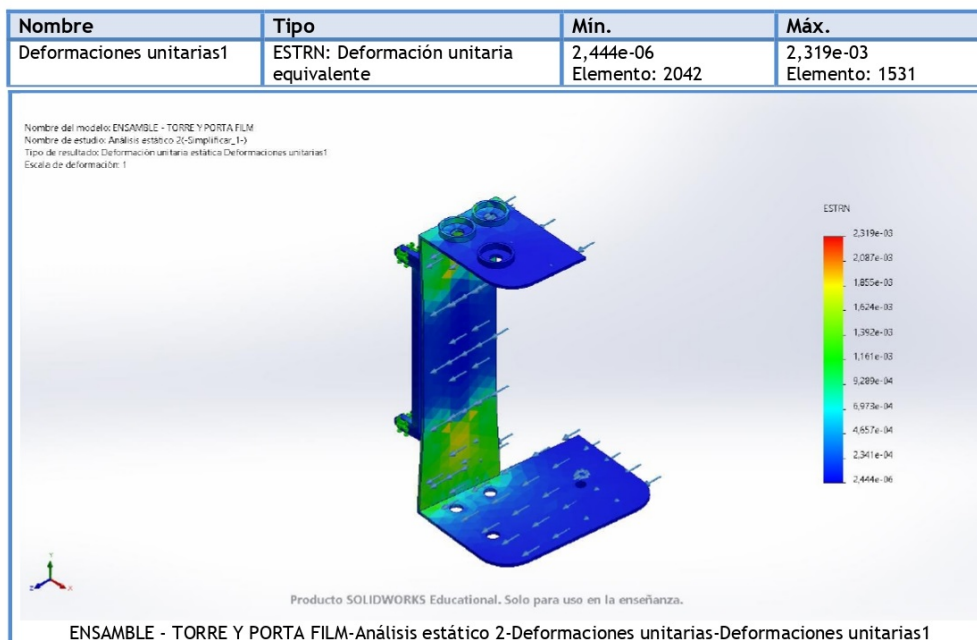 Nombre Tipo Mín. Máx.
Deformaciones unitarias1 ESTRN: Deformación unitaria equivalente 2,444e-06 Elemento: 2042 2,319e-03 Elemento: 1531
Nombre del modelo: ENSAMBLE - TORRE Y PORTA FILM
Nombre de estudio: Análisis estático 2(-Simplificar_1-)
Tipo de resultado: Deformación unitaria estática Deformaciones unitarias1
Escala de deformación: 1
ESTRN
2,319e-03
2,087e-03
1,855e-03
1,624e-03
1,392e-03
1,161e-03
9,289e-04
6,973e-04
4,657e-04
2,341e-04
2,444e-06
Y
Z
X
Producto SOLIDWORKS Educational. Solo para uso en la enseñanza.
ENSAMBLE - TORRE Y PORTA FILM-Análisis estático 2-Deformaciones unitarias-Deformaciones unitarias1